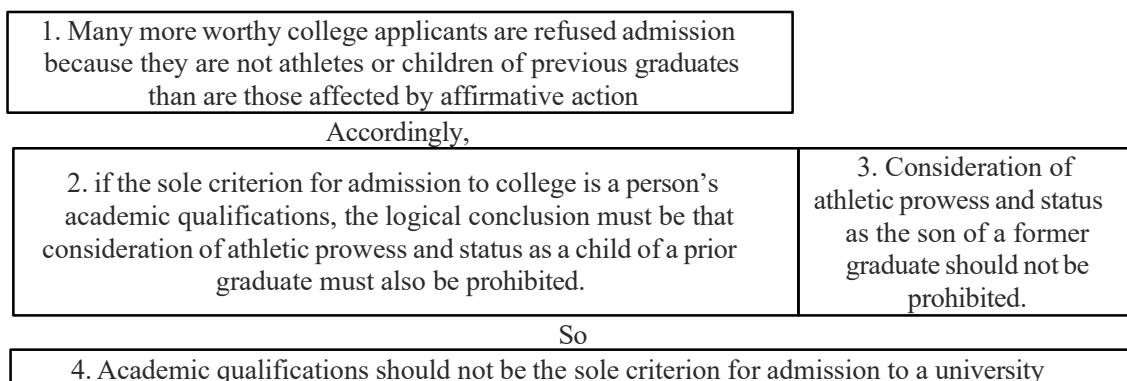 1. Many more worthy college applicants are refused admission
because they are not athletes or children of previous graduates
than are those affected by affirmative action
Accordingly,
2. if the sole criterion for admission to college is a person’s
academic qualifications, the logical conclusion must be that
consideration of athletic prowess and status as a child of a prior
graduate must also be prohibited.
3. Consideration of
athletic prowess and status
as the son of a former
graduate should not be
prohibited.
So
4. Academic qualifications should not be the sole criterion for admission to a university